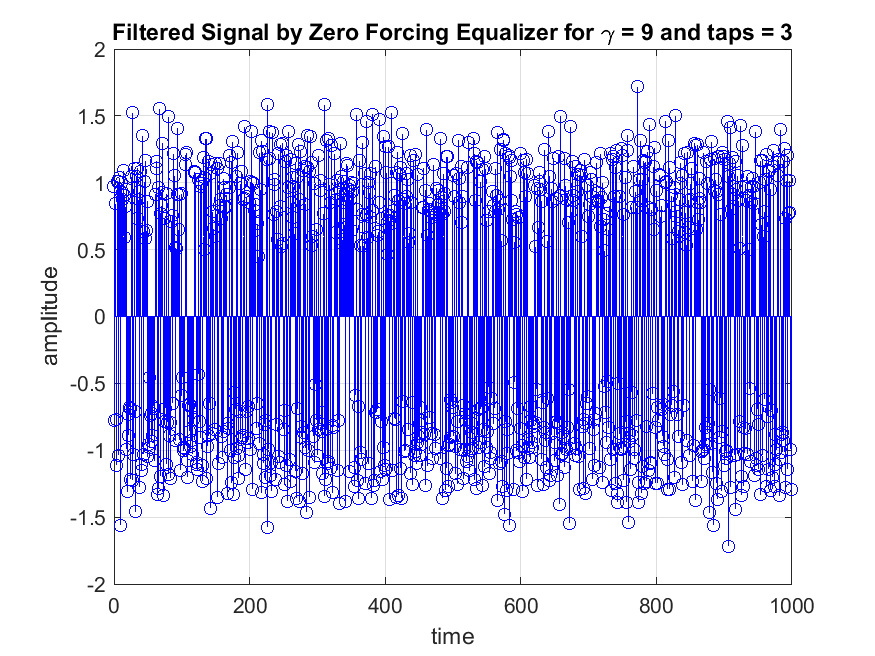 Filtered Signal by Zero Forcing Equalizer for γ = 9 and taps = 3
2
1.5
1
0.5
0
-0.5
-1
-1.5
-2
amplitude
0 200 400 600 800 1000
time